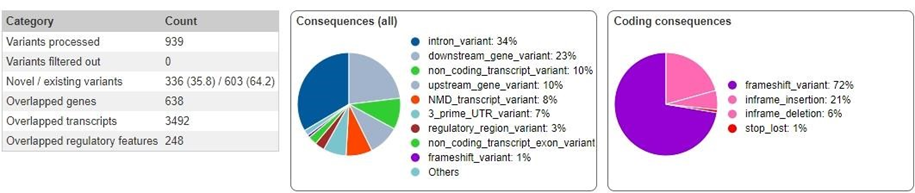 Category Count
Variants processed 939
Variants filtered out 0
Novel / existing variants 336 (35.8) / 603 (64.2)
Overlapped genes 638
Overlapped transcripts 3492
Overlapped regulatory features 248
Consequences (all)
intron_variant: 34%
downstream_gene_variant: 23%
non_coding_transcript_variant: 10%
upstream_gene_variant: 10%
NMD_transcript_variant: 8%
3_prime_UTR_variant: 7%
regulatory_region_variant: 3%
non_coding_transcript_exon_variant
frameshift_variant: 1%
Others
Coding consequences
frameshift_variant: 72%
inframe_insertion: 21%
inframe_deletion: 6%
stop_lost: 1%